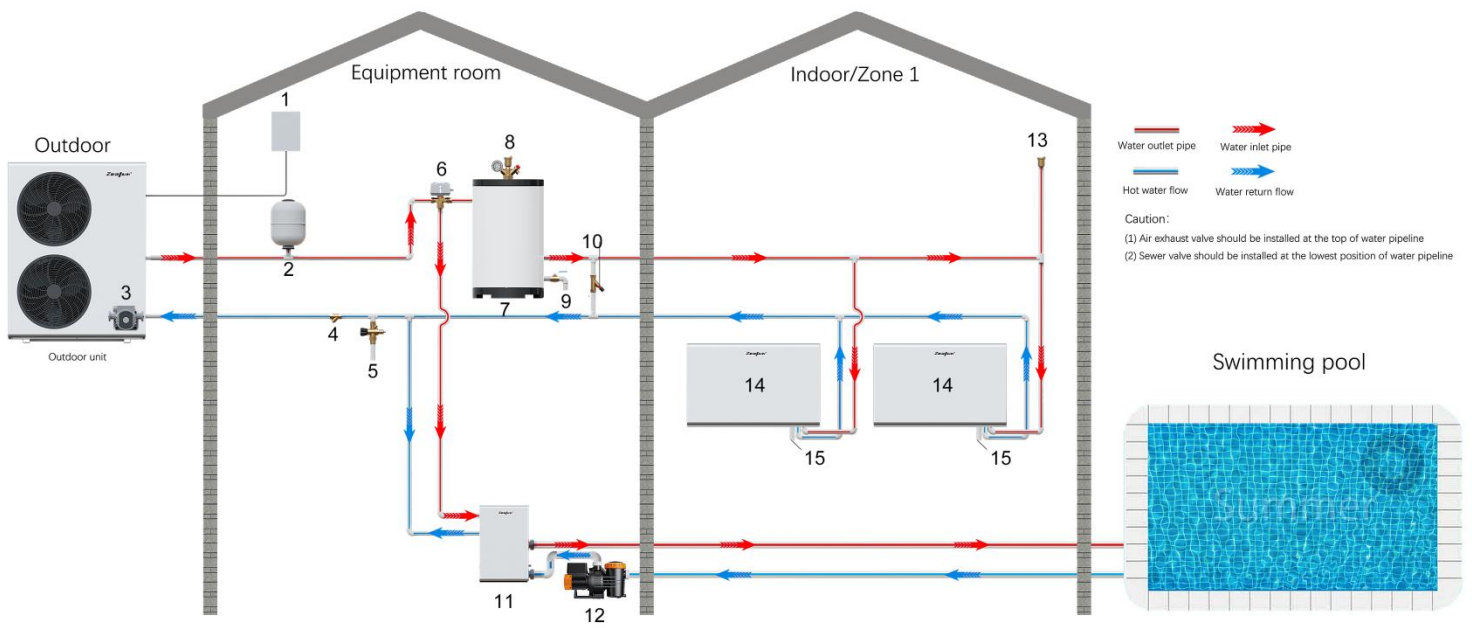 Equipment room
Indoor/Zone 1
1
Outdoor
8
13
6
Water outlet pipe
Water inlet pipe
Hot water flow
Water return flow
Caution:
(1) Air exhaust valve should be installed at the top of water pipeline
(2) Sewer valve should be installed at the lowest position of water pipeline
10
2
3
9
7
4
5
Outdoor unit
14
14
15
15
Swimming pool
Summer
11
12